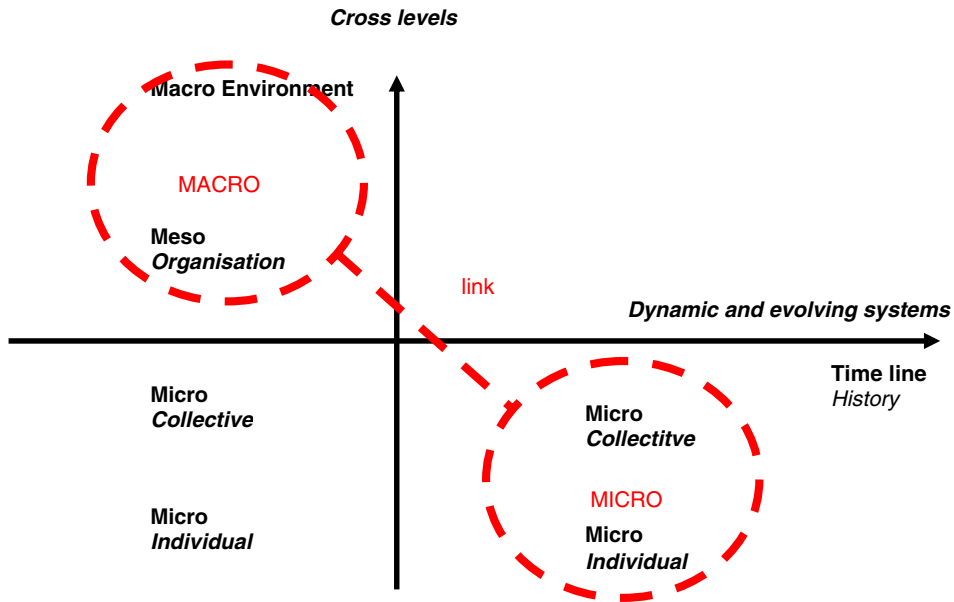 Cross levels
Macro Environment
MACRO
Meso
Organisation
link
Dynamic and evolving systems
Time line
History
Micro
Collective
Micro
Collectitve
MICRO
Micro
Individual
Micro
Individual